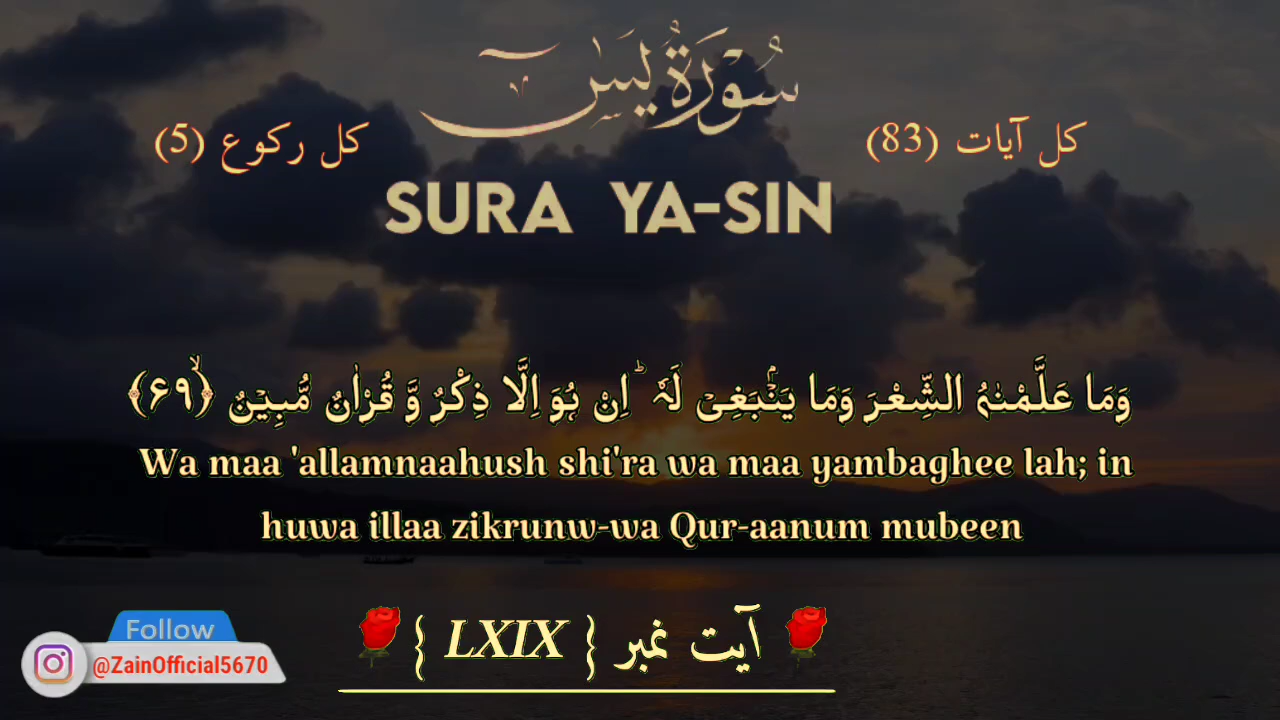 سُوْرَةُ يٰسٓ
کل آیات (83)
کل رکوع (5)
SURA YA-SIN
وَمَا عَلَّمْنٰهُ الشِّعْرَ وَمَا یَنْۢبَغِیْ لَهٗ ؕ اِنْ هُوَ اِلَّا ذِكْرٌ وَّ قُرْاٰنٌ مُّبِیْنٌ ﴿ۙ۶۹﴾
Wa maa 'allamnaahush shi'ra wa maa yambaghee lah; in
huwa illaa zikrunw-wa Qur-aanum mubeen
آیت نمبر { LXIX }
Follow
@ZainOfficial5670